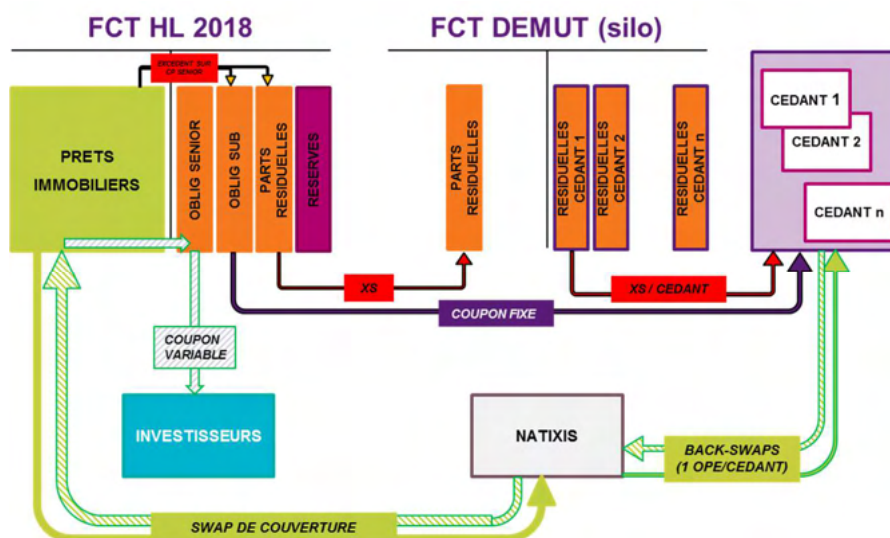 FCT HL 2018
FCT DEMUT (silo)
EXCEDENT SUR
CP SENIOR
PRETS
IMMOBILIERS
OBLIG SENIOR
OBLIG SUB
PARTS
RESIDUELLES
RESERVES
PARTS
RESIDUELLES
RESIDUELLES
CEDANT 1
RESIDUELLES
CEDANT 2
RESIDUELLES
CEDANT n
CEDANT 1
CEDANT 2
CEDANT n
XS
XS / CEDANT
COUPON FIXE
COUPON
VARIABLE
INVESTISSEURS
NATIXIS
BACK-SWAPS
(1 OPE/CEDANT)
SWAP DE COUVERTURE